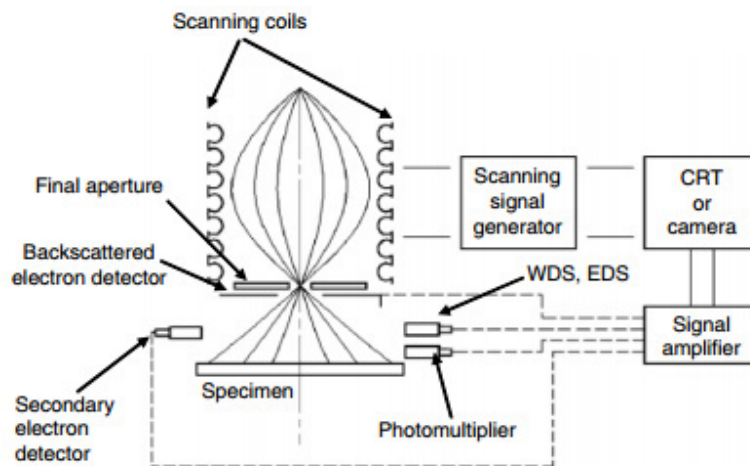 Scanning coils
Final aperture
Backscattered
electron detector
Scanning
signal
generator
CRT
or
camera
WDS, EDS
Signal
amplifier
Specimen
Secondary
electron
detector
Photomultiplier